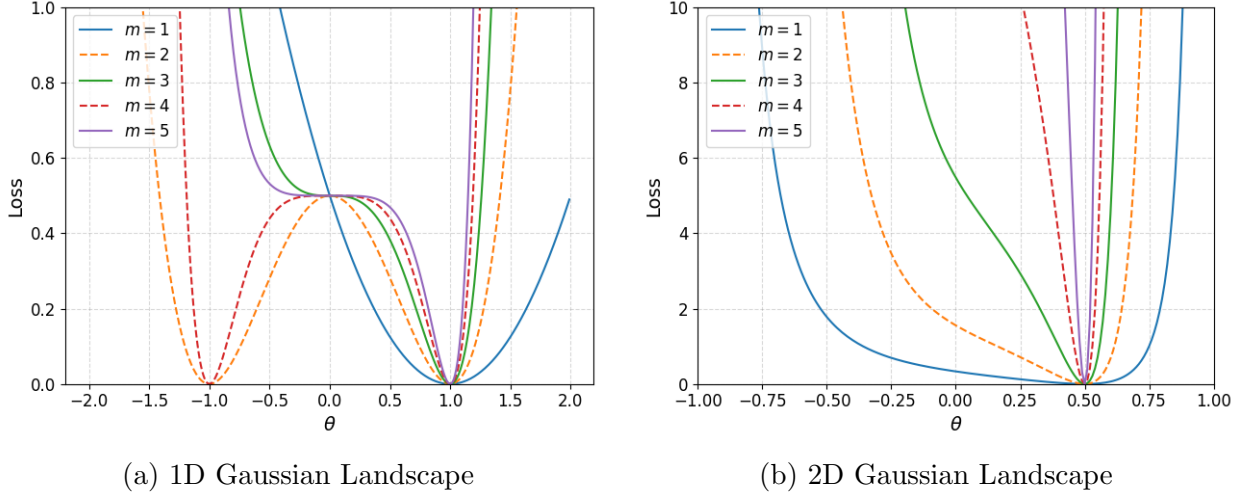 1.0
0.8
0.6
0.4
0.2
0.0
Loss
m = 1
m = 2
m = 3
m = 4
m = 5
−2.0 −1.5 −1.0 −0.5 0.0 0.5 1.0 1.5 2.0
θ
(a) 1D Gaussian Landscape
10
8
6
4
2
0
Loss
m = 1
m = 2
m = 3
m = 4
m = 5
−1.00 −0.75 −0.50 −0.25 0.00 0.25 0.50 0.75 1.00
θ
(b) 2D Gaussian Landscape